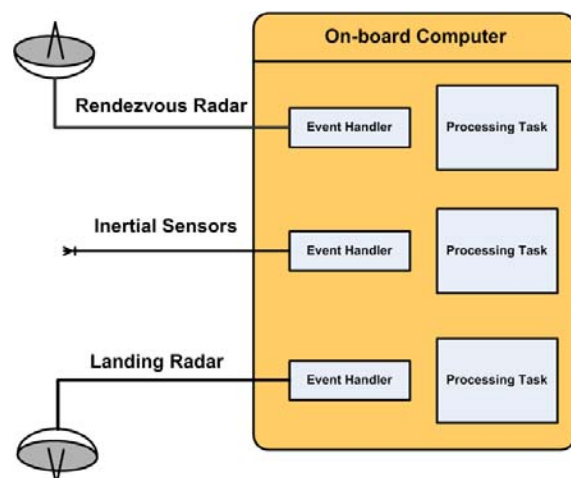 On-board Computer
Rendezvous Radar
Event Handler
Processing Task
Inertial Sensors
Event Handler
Processing Task
Landing Radar
Event Handler
Processing Task